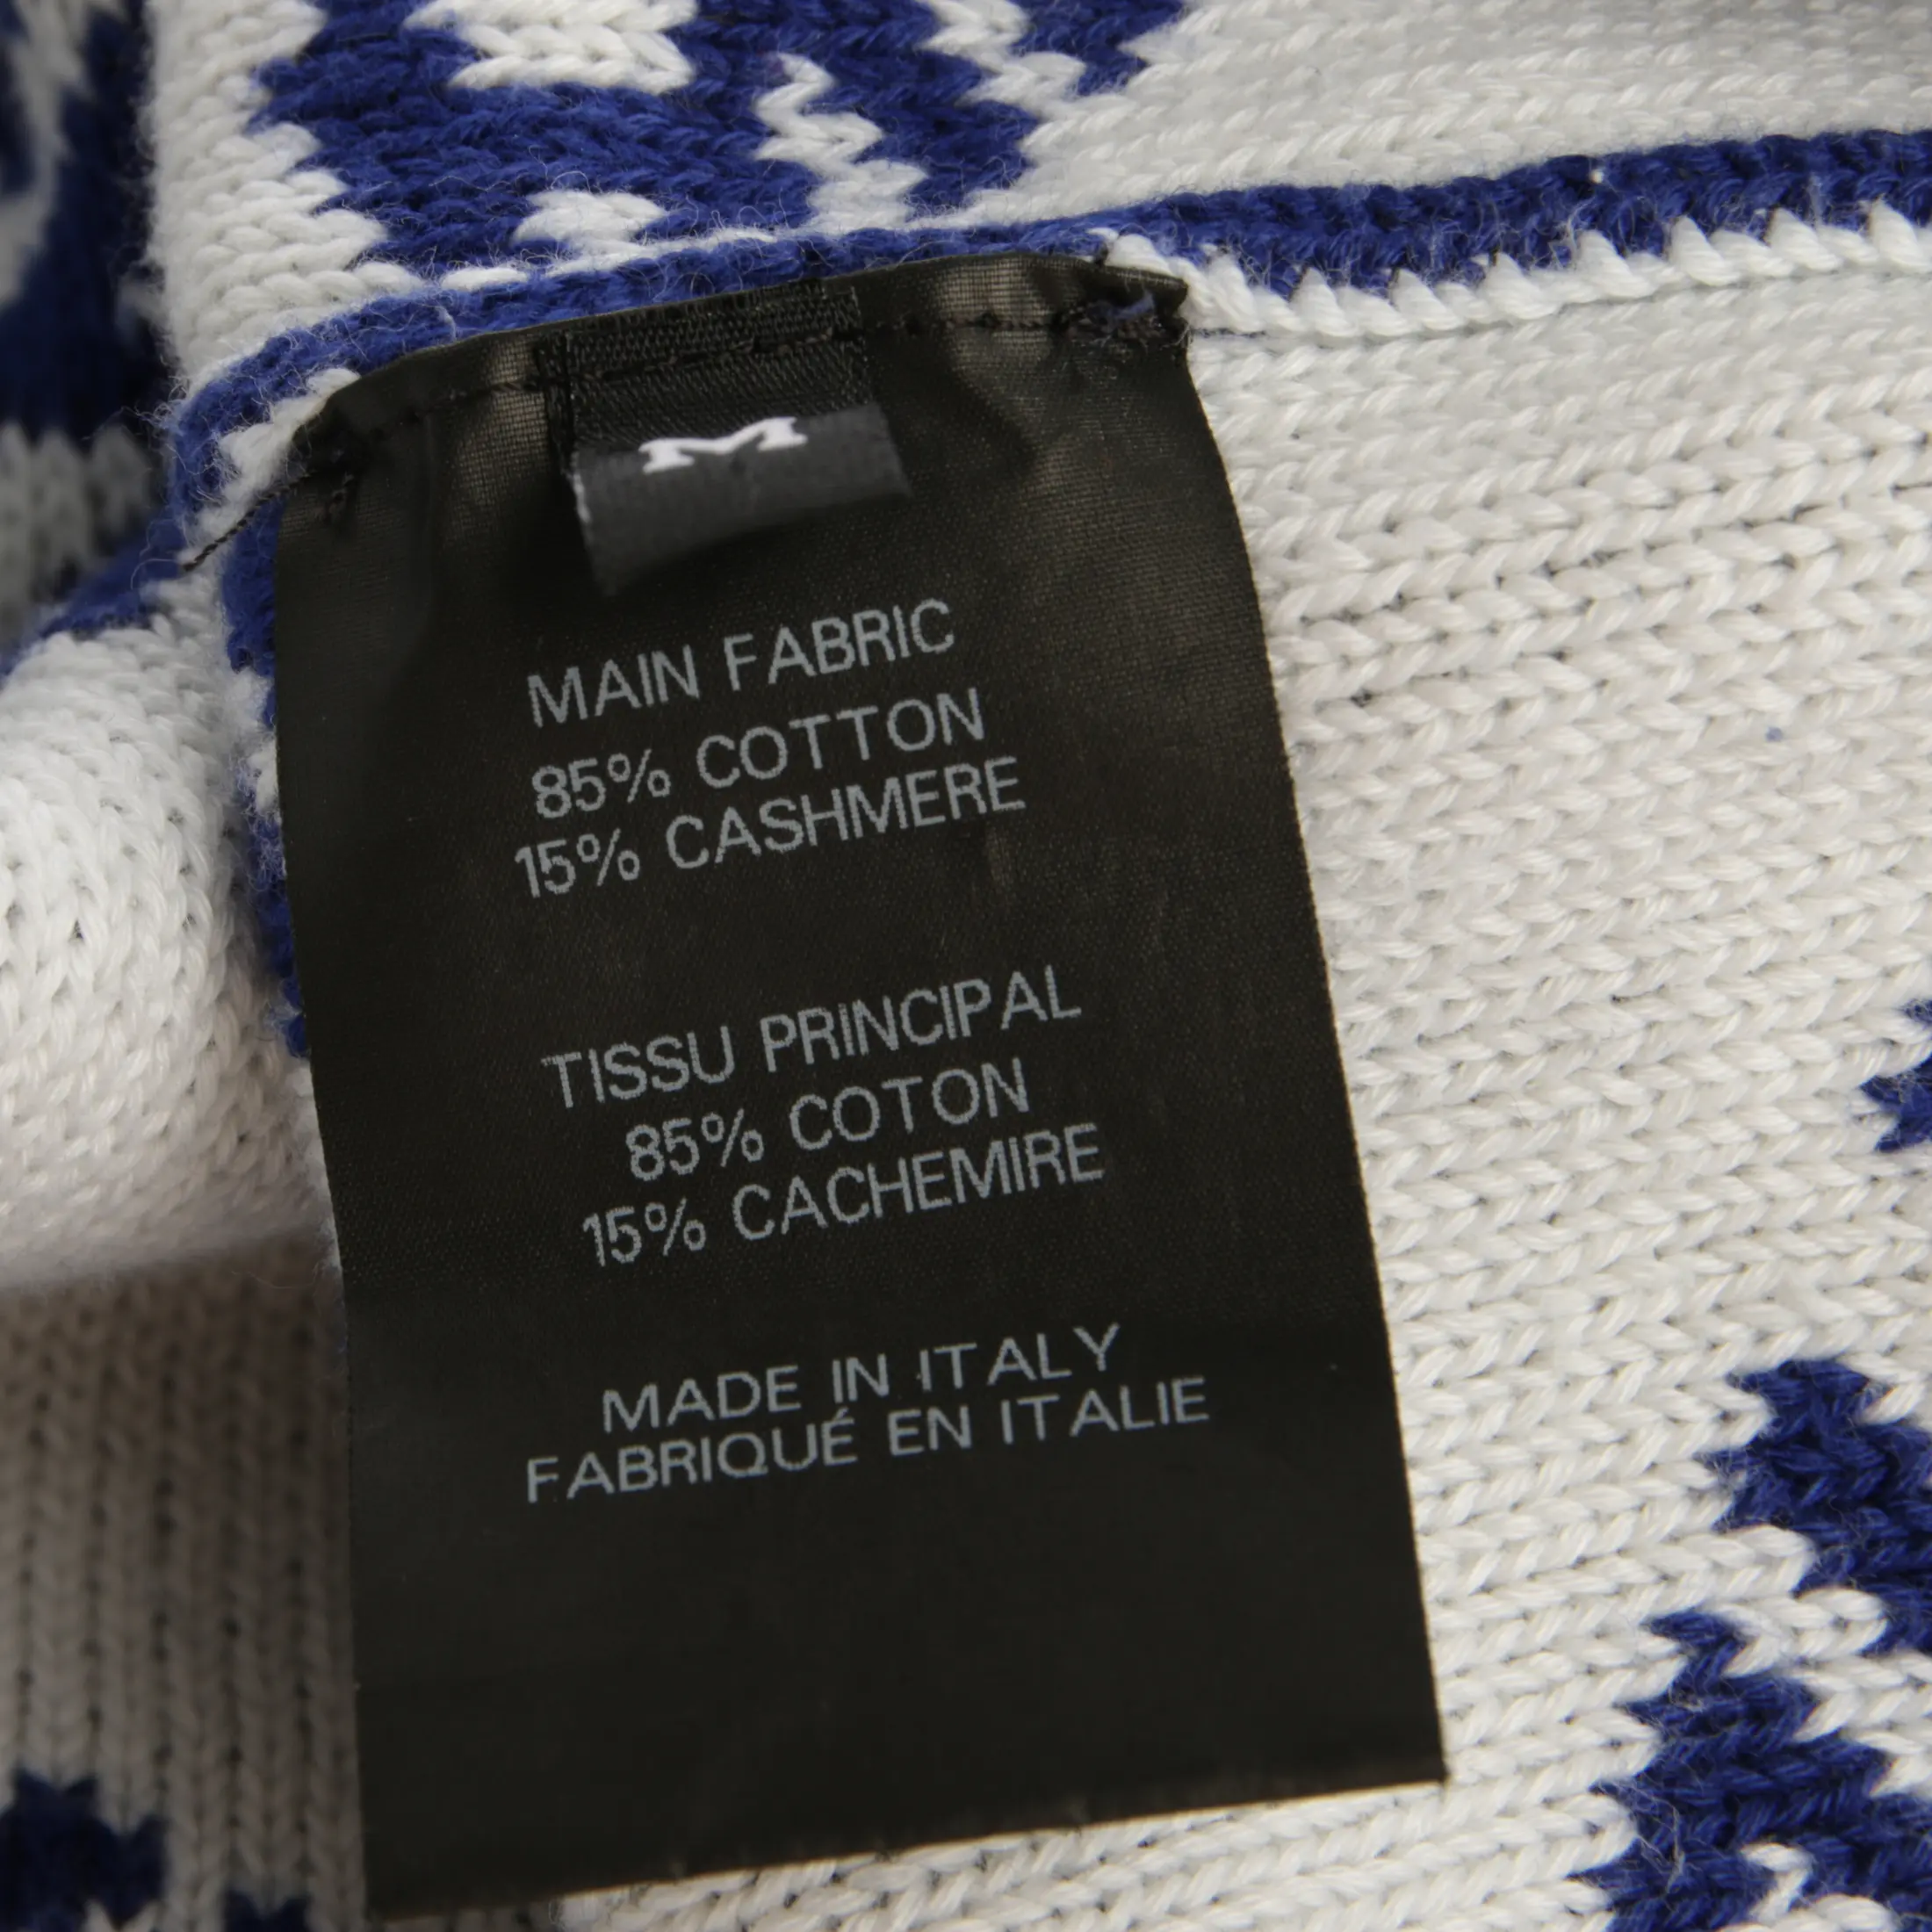 M
MAIN FABRIC
85% COTTON
15% CASHMERE
TISSU PRINCIPAL
85% COTON
15% CACHEMIRE
MADE IN ITALY
FABRIQUÉ EN ITALIE